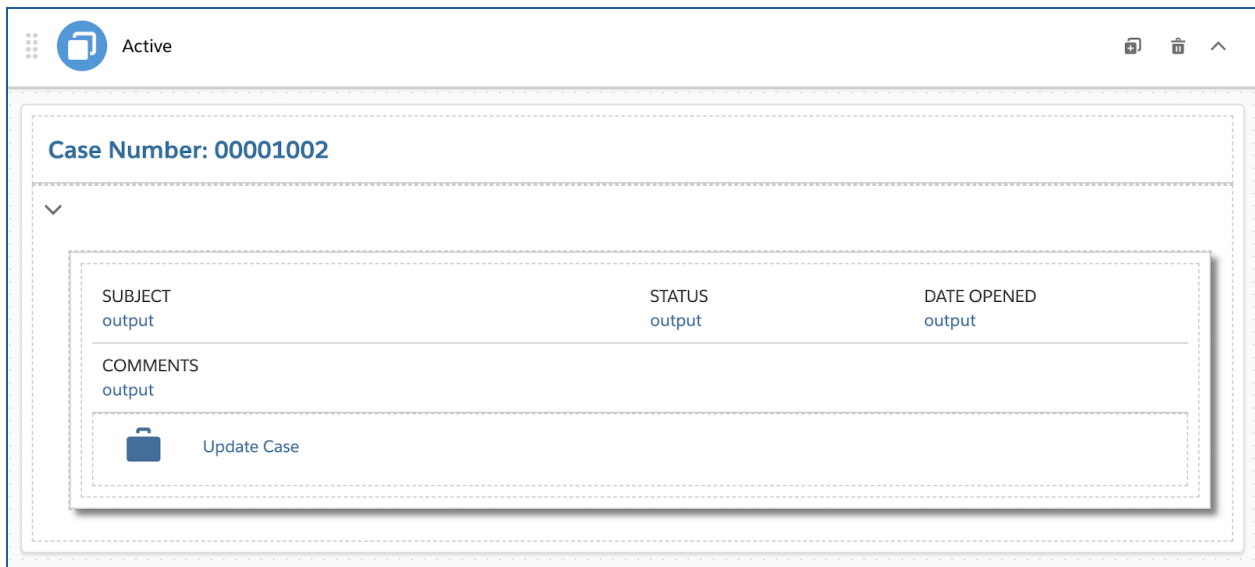 Active
Case Number: 00001002
SUBJECT STATUS DATE OPENED
output output output
COMMENTS
output
Update Case